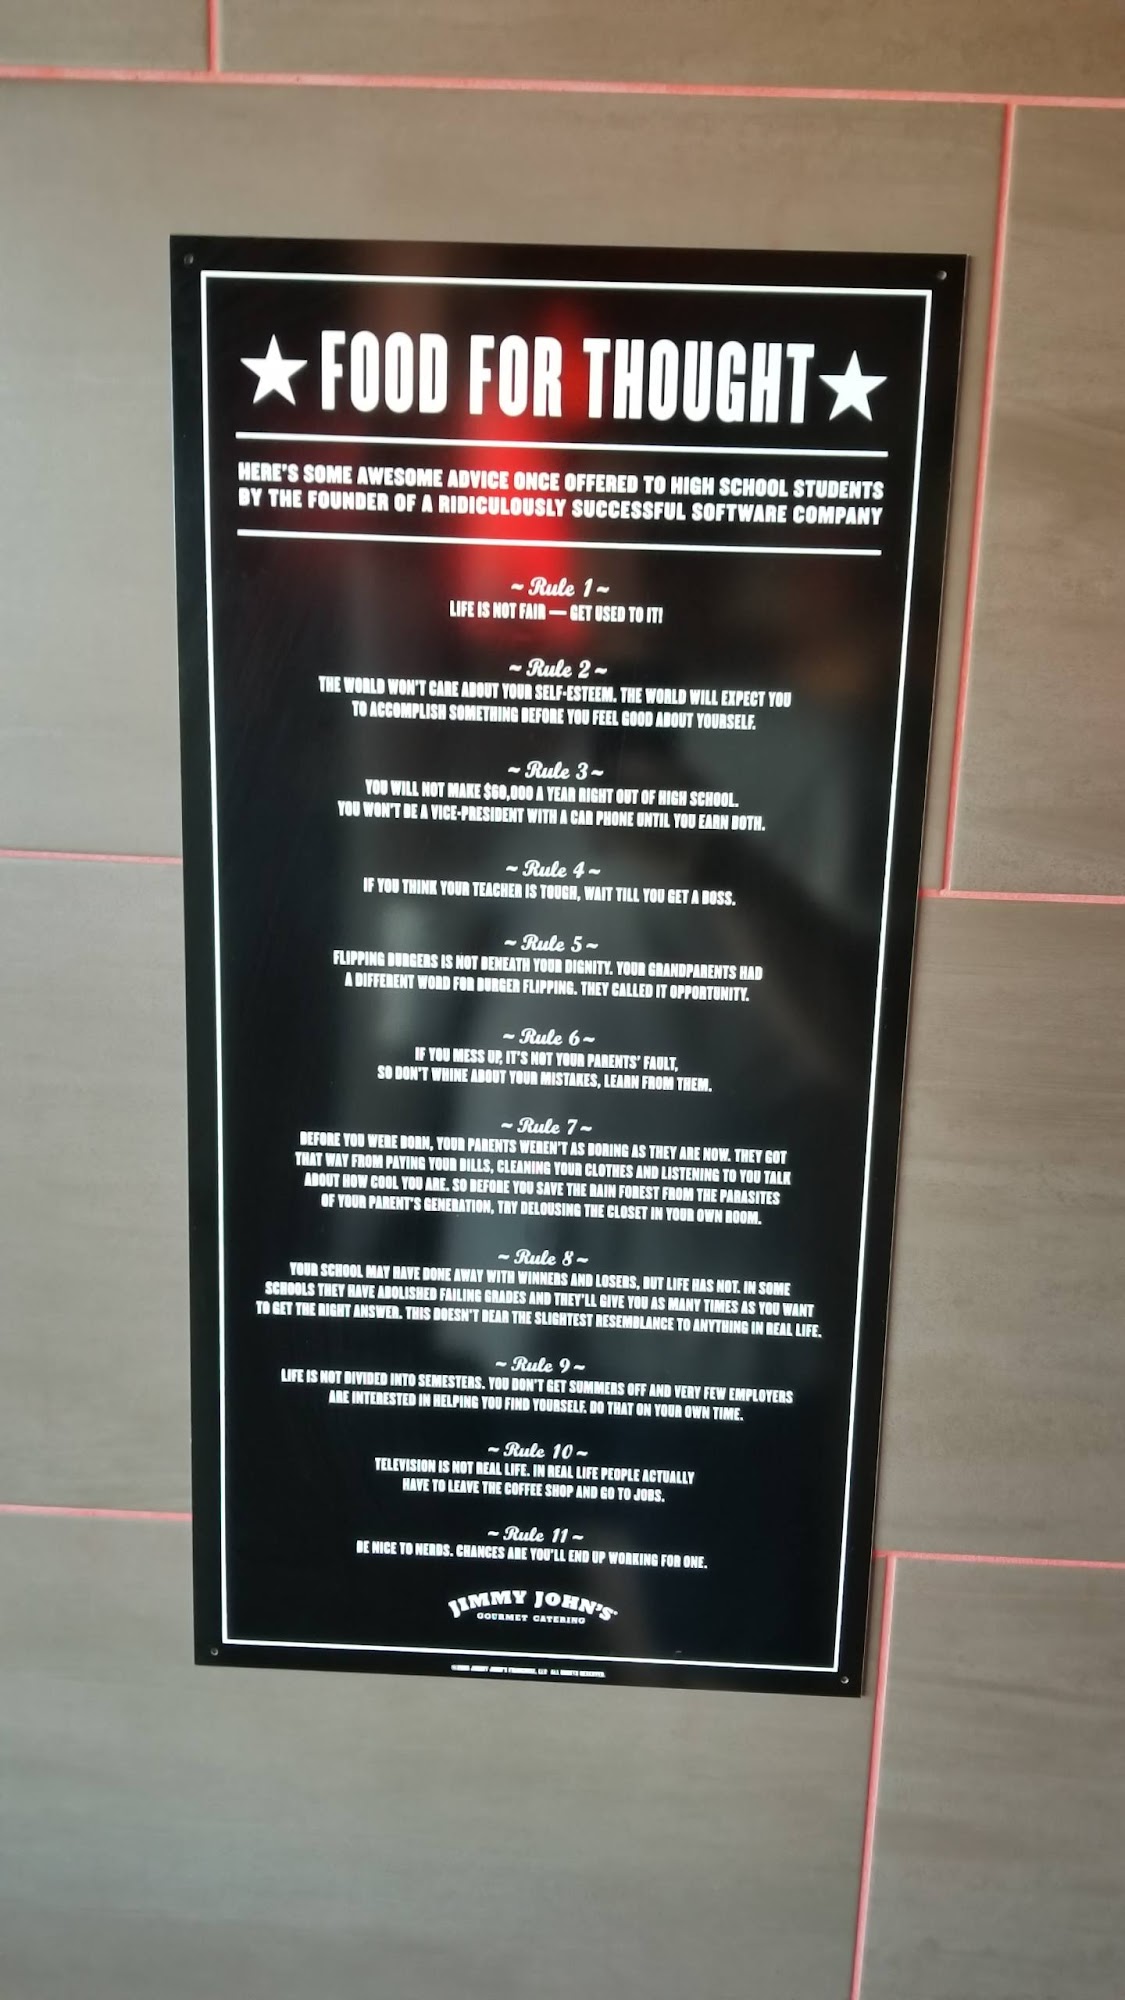 ★ FOOD FOR THOUGHT ★
HERE'S SOME AWESOME ADVICE ONCE OFFERED TO HIGH SCHOOL STUDENTS
BY THE FOUNDER OF A RIDICULOUSLY SUCCESSFUL SOFTWARE COMPANY
~ Rule 1 ~
LIFE IS NOT FAIR — GET USED TO IT!
~ Rule 2 ~
THE WORLD WON'T CARE ABOUT YOUR SELF-ESTEEM. THE WORLD WILL EXPECT YOU
TO ACCOMPLISH SOMETHING BEFORE YOU FEEL GOOD ABOUT YOURSELF.
~ Rule 3 ~
YOU WILL NOT MAKE $60,000 A YEAR RIGHT OUT OF HIGH SCHOOL.
YOU WON'T BE A VICE-PRESIDENT WITH A CAR PHONE UNTIL YOU EARN BOTH.
~ Rule 4 ~
IF YOU THINK YOUR TEACHER IS TOUGH, WAIT TILL YOU GET A BOSS.
~ Rule 5 ~
FLIPPING BURGERS IS NOT BENEATH YOUR DIGNITY. YOUR GRANDPARENTS HAD
A DIFFERENT WORD FOR BURGER FLIPPING. THEY CALLED IT OPPORTUNITY.
~ Rule 6 ~
IF YOU MESS UP, IT'S NOT YOUR PARENTS' FAULT,
SO DON'T WHINE ABOUT YOUR MISTAKES, LEARN FROM THEM.
~ Rule 7 ~
BEFORE YOU WERE BORN, YOUR PARENTS WEREN'T AS BORING AS THEY ARE NOW. THEY GOT
THAT WAY FROM PAYING YOUR BILLS, CLEANING YOUR CLOTHES AND LISTENING TO YOU TALK
ABOUT HOW COOL YOU ARE. SO BEFORE YOU SAVE THE RAIN FOREST FROM THE PARASITES
OF YOUR PARENT'S GENERATION, TRY DELOUSING THE CLOSET IN YOUR OWN ROOM.
~ Rule 8 ~
YOUR SCHOOL MAY HAVE DONE AWAY WITH WINNERS AND LOSERS, BUT LIFE HAS NOT. IN SOME
SCHOOLS THEY HAVE ABOLISHED FAILING GRADES AND THEY'LL GIVE YOU AS MANY TIMES AS YOU WANT
TO GET THE RIGHT ANSWER. THIS DOESN'T BEAR THE SLIGHTEST RESEMBLANCE TO ANYTHING IN REAL LIFE.
~ Rule 9 ~
LIFE IS NOT DIVIDED INTO SEMESTERS. YOU DON'T GET SUMMERS OFF AND VERY FEW EMPLOYERS
ARE INTERESTED IN HELPING YOU FIND YOURSELF. DO THAT ON YOUR OWN TIME.
~ Rule 10 ~
TELEVISION IS NOT REAL LIFE. IN REAL LIFE PEOPLE ACTUALLY
HAVE TO LEAVE THE COFFEE SHOP AND GO TO JOBS.
~ Rule 11 ~
BE NICE TO NERDS. CHANCES ARE YOU'LL END UP WORKING FOR ONE.
JIMMY JOHN'S
GOURMET CATERING
JIMMY JOHN'S FRANCHISE, LLC ALL RIGHTS RESERVED.